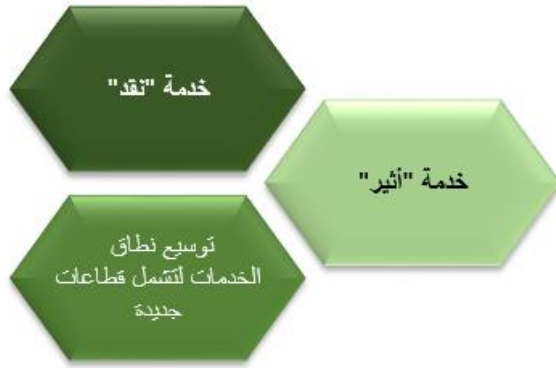 خدمة "نقد"
خدمة "أثير"
توسيع نطاق
الخدمات لتشمل قطاعات
جديدة